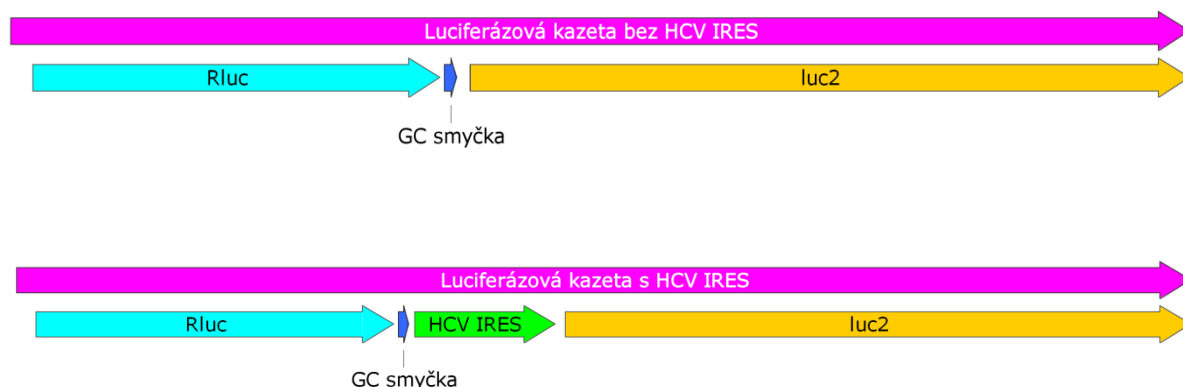 Luciferázová kazeta bez HCV IRES
Rluc
luc2
GC smyčka
Luciferázová kazeta s HCV IRES
Rluc
HCV IRES
luc2
GC smyčka